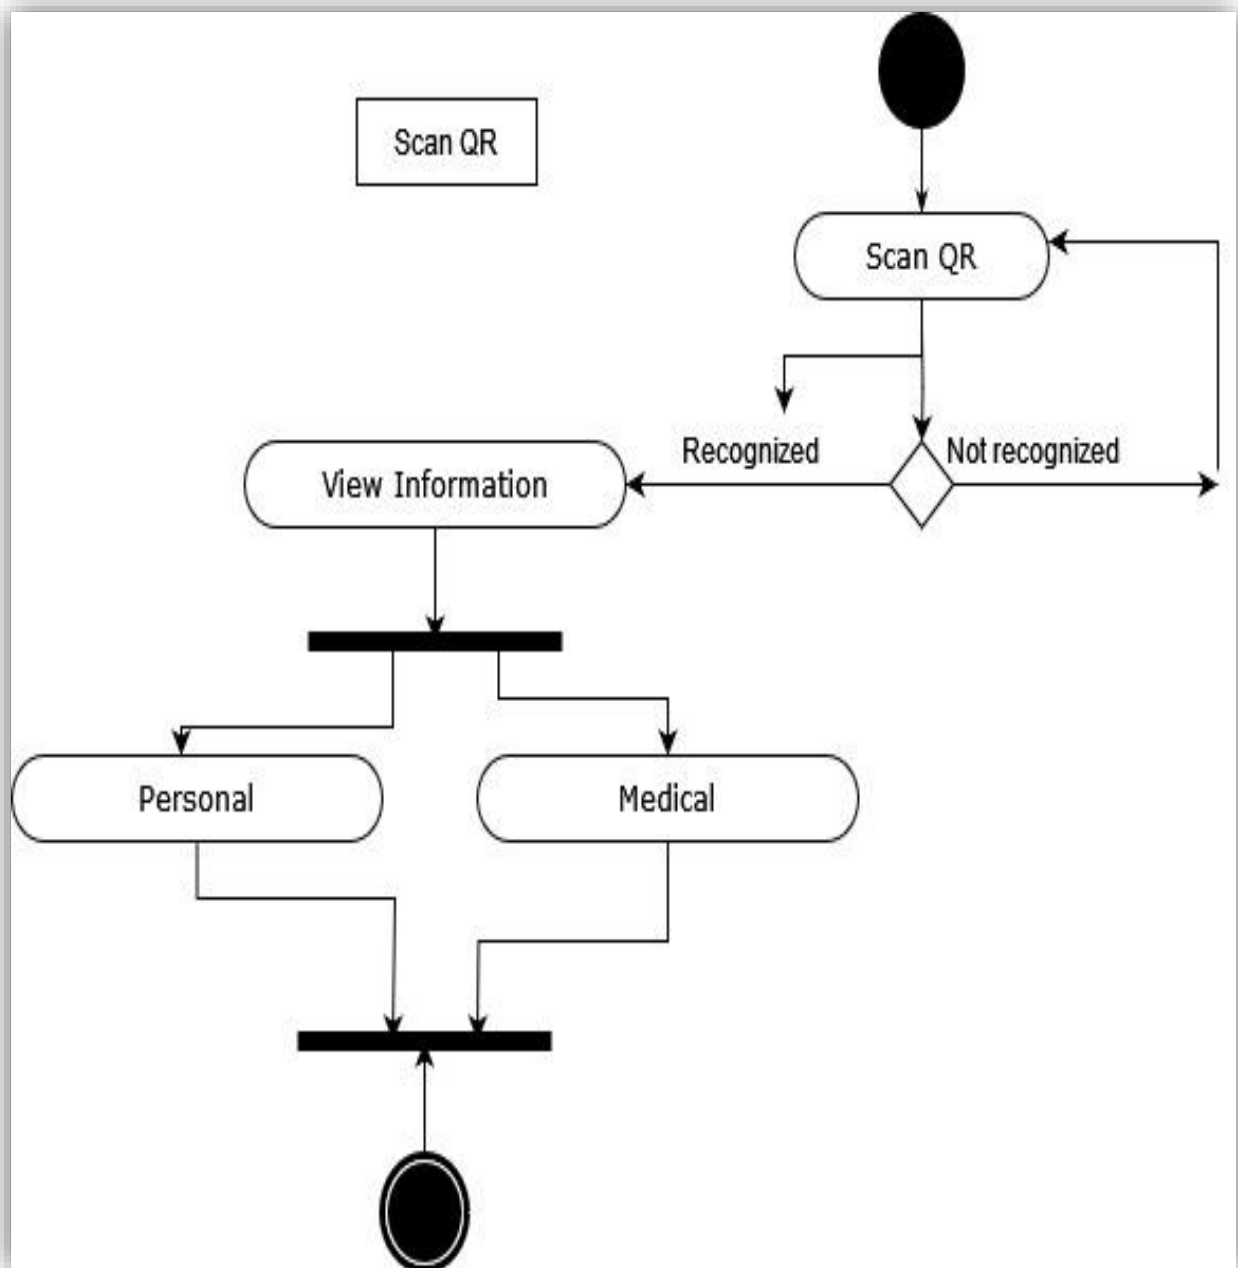 Scan QR
Scan QR
Recognized
Not recognized
View Information
Personal
Medical